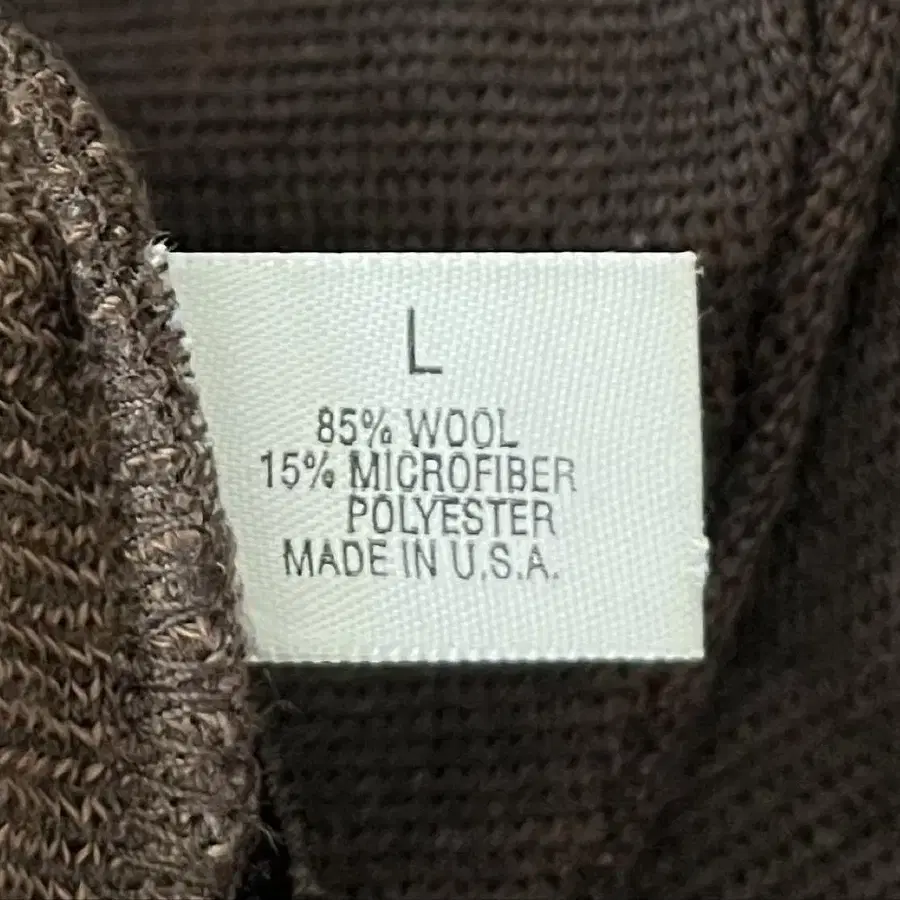 L
85% WOOL
15% MICROFIBER
POLYESTER
MADE IN U.S.A.